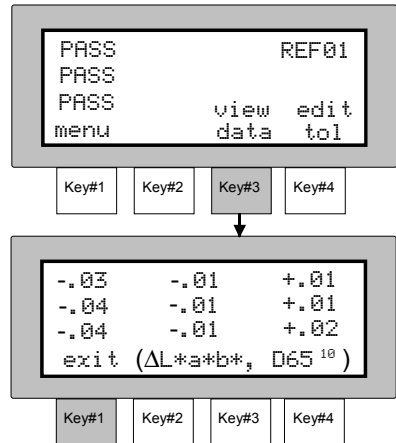 PASS REF01
PASS
PASS view edit
menu data tol
Key#1 Key#2 Key#3 Key#4
-.03 -.01 +.01
-.04 -.01 +.01
-.04 -.01 +.02
exit (ΔL*a*b*, D65 ¹⁰)
Key#1 Key#2 Key#3 Key#4